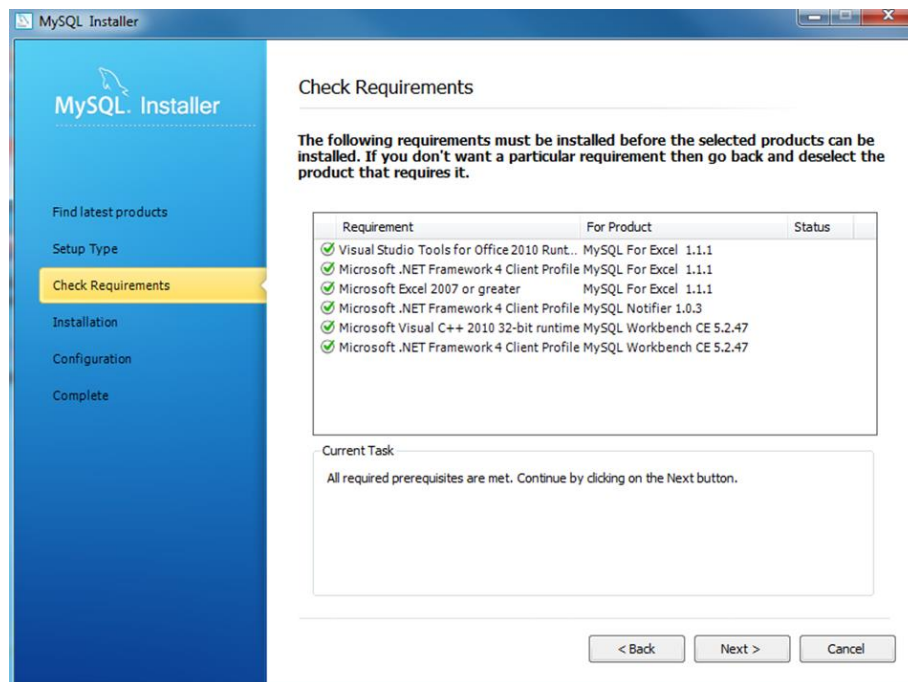 MySQL Installer
MySQL. Installer
Find latest products
Setup Type
Check Requirements
Installation
Configuration
Complete
Check Requirements
The following requirements must be installed before the selected products can be
installed. If you don't want a particular requirement then go back and deselect the
product that requires it.
Requirement For Product Status
Visual Studio Tools for Office 2010 Runt... MySQL For Excel 1.1.1
Microsoft .NET Framework 4 Client Profile MySQL For Excel 1.1.1
Microsoft Excel 2007 or greater MySQL For Excel 1.1.1
Microsoft .NET Framework 4 Client Profile MySQL Notifier 1.0.3
Microsoft Visual C++ 2010 32-bit runtime MySQL Workbench CE 5.2.47
Microsoft .NET Framework 4 Client Profile MySQL Workbench CE 5.2.47
Current Task
All required prerequisites are met. Continue by clicking on the Next button.
< Back Next > Cancel